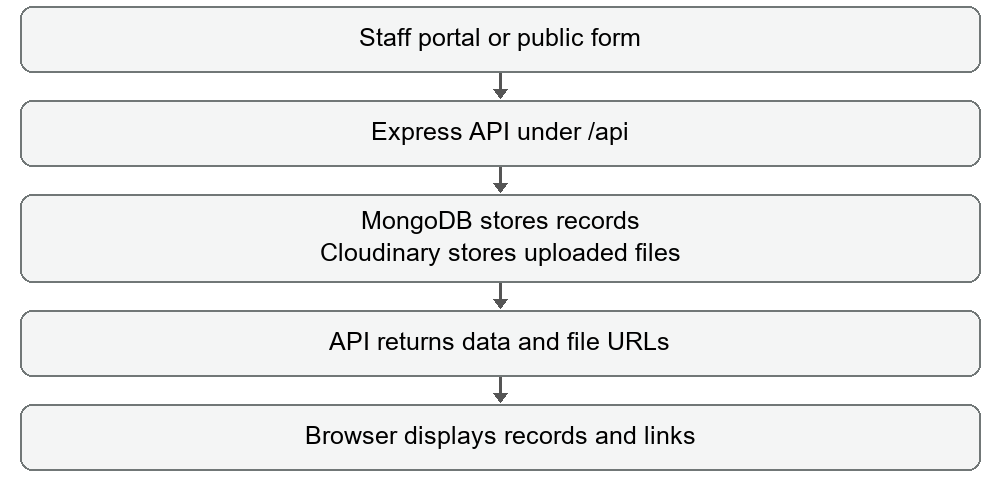 Staff portal or public form
Express API under /api
MongoDB stores records
Cloudinary stores uploaded files
API returns data and file URLs
Browser displays records and links